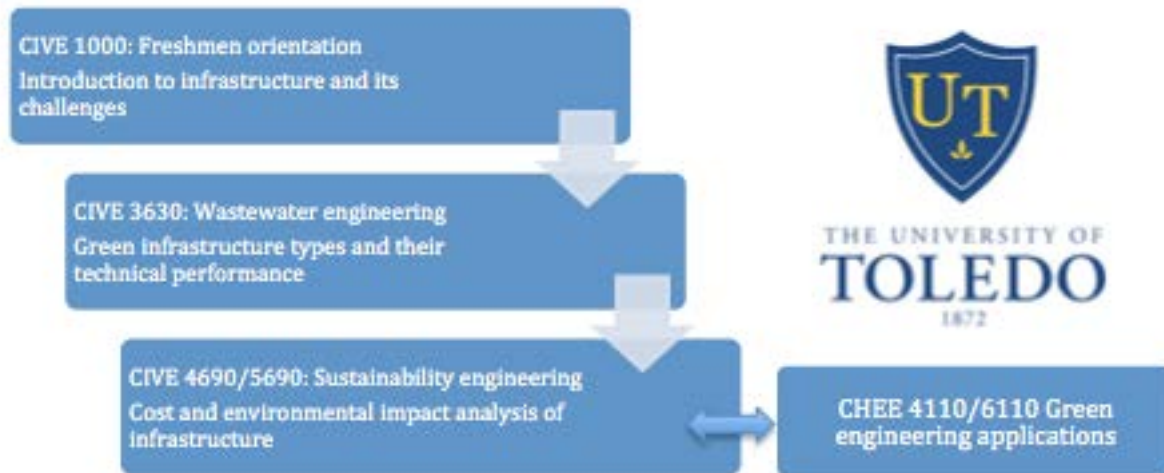 CIVE 1000: Freshmen orientation
Introduction to infrastructure and its
challenges
CIVE 3630: Wastewater engineering
Green infrastructure types and their
technical performance
CIVE 4690/5690: Sustainability engineering
Cost and environmental impact analysis of
infrastructure
CHEE 4110/6110 Green
engineering applications
UT
THE UNIVERSITY OF
TOLEDO
1872